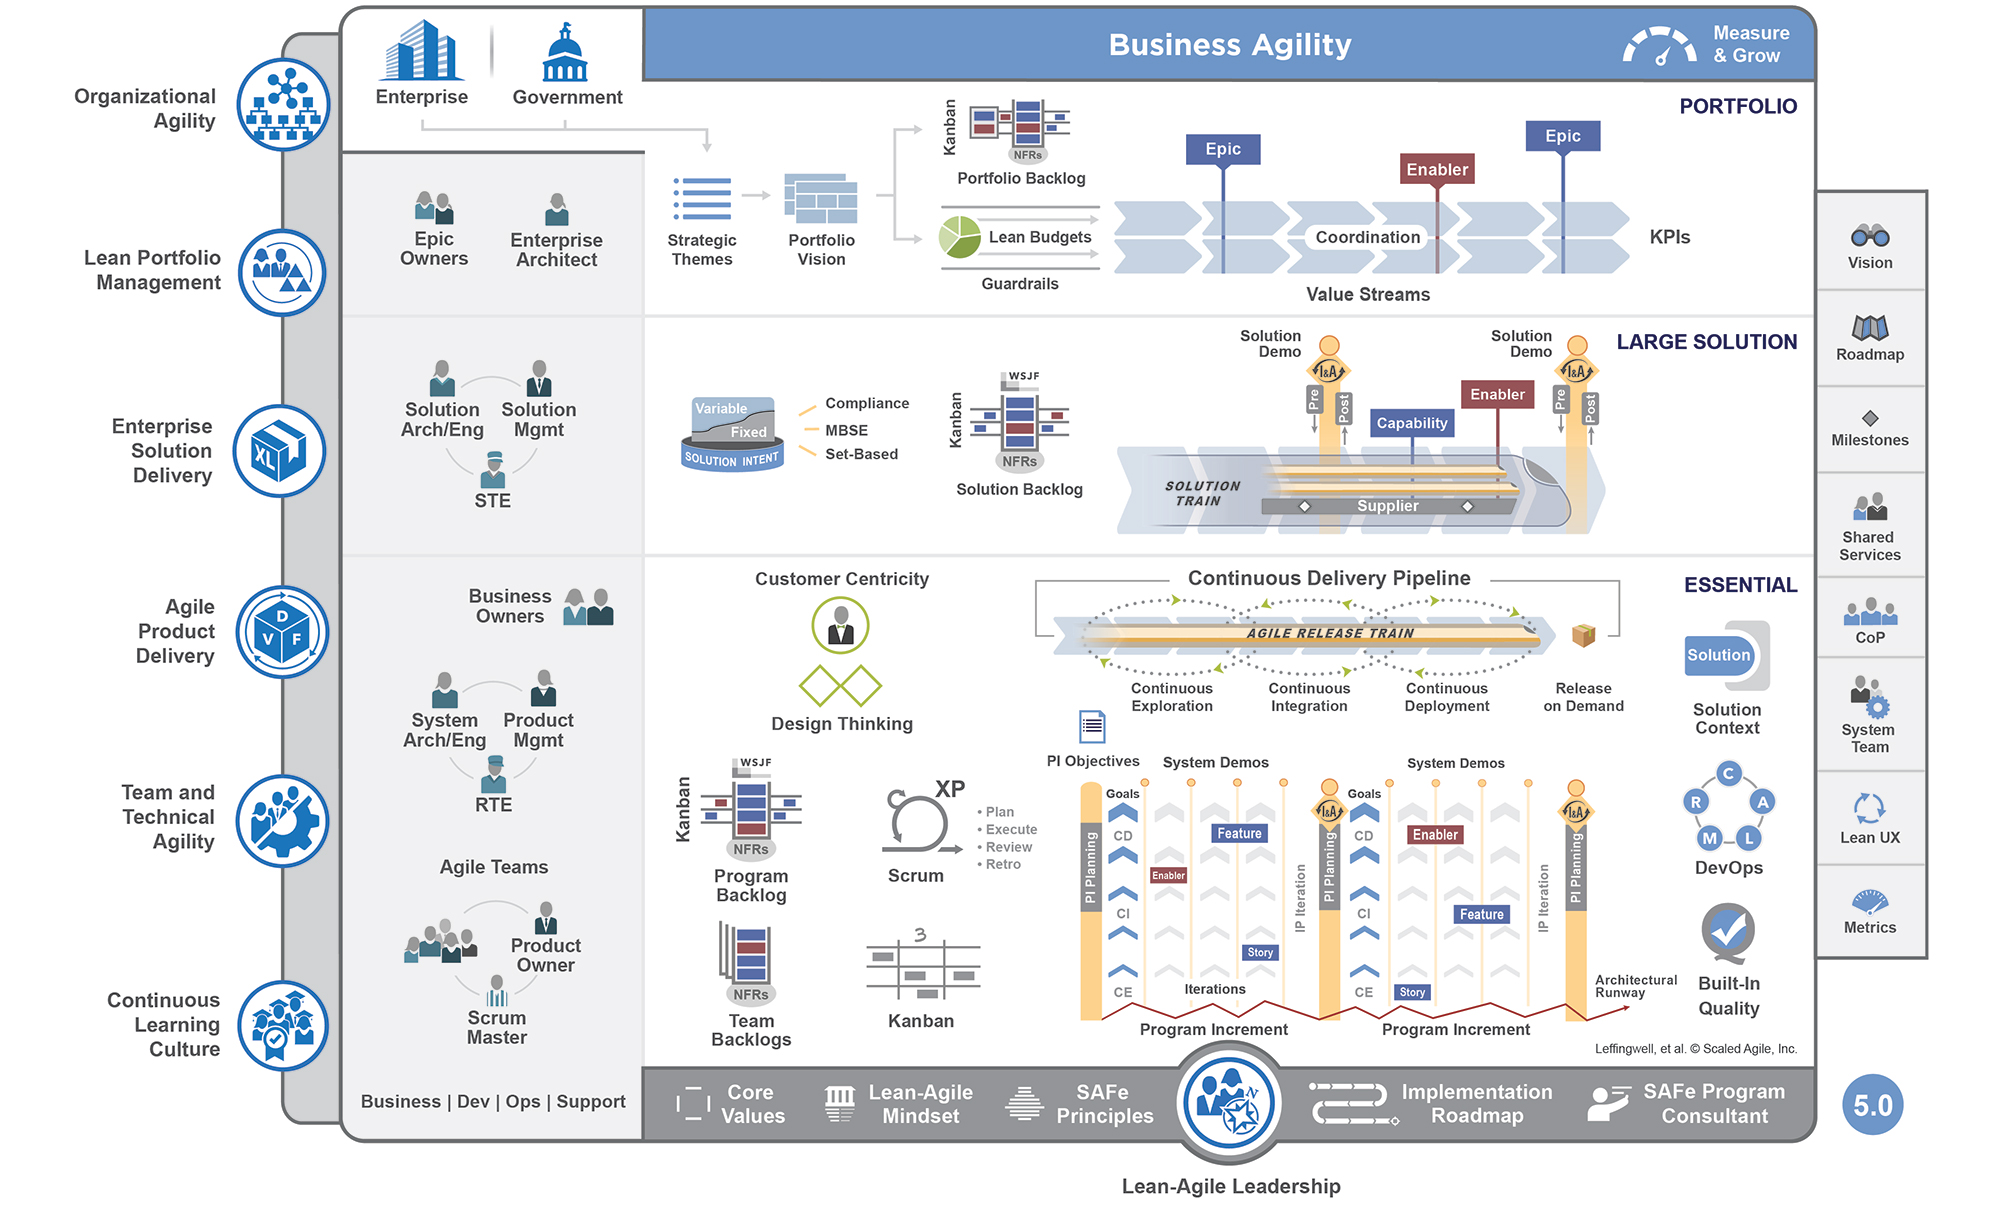 Business Agility
Measure
& Grow
Enterprise
Government
Organizational
Agility
Lean Portfolio
Management
Enterprise
Solution
Delivery
XL
Agile
Product
Delivery
D
V
F
Team and
Technical
Agility
Continuous
Learning
Culture
PORTFOLIO
Epic
Owners
Enterprise
Architect
Strategic
Themes
Portfolio
Vision
Kanban
NFRs
Portfolio Backlog
Lean Budgets
Guardrails
Epic
Enabler
Epic
Coordination
KPIs
Value Streams
LARGE SOLUTION
Solution
Arch/Eng
Solution
Mgmt
STE
Variable
Fixed
SOLUTION INTENT
Compliance
MBSE
Set-Based
Kanban
WSJF
NFRs
Solution Backlog
Solution
Demo
I&A
Pre
Post
Capability
Enabler
Solution
Demo
I&A
Pre
Post
SOLUTION
TRAIN
Supplier
ESSENTIAL
Business
Owners
System
Arch/Eng
Product
Mgmt
RTE
Agile Teams
Product
Owner
Scrum
Master
Business | Dev | Ops | Support
Customer Centricity
Design Thinking
Kanban
WSJF
NFRs
Program
Backlog
XP
• Plan
• Execute
• Review
• Retro
Scrum
NFRs
Team
Backlogs
3
Kanban
Continuous Delivery Pipeline
AGILE RELEASE TRAIN
Continuous
Exploration
Continuous
Integration
Continuous
Deployment
Release
on Demand
PI Objectives
System Demos
System Demos
PI Planning
Goals
CD
CI
CE
Feature
Enabler
Story
Iterations
IP Iteration
Program Increment
I&A
PI Planning
Goals
CD
CI
CE
Enabler
Feature
Story
IP Iteration
Program Increment
I&A
PI Planning
Architectural
Runway
Solution
Solution
Context
C
A
L
M
R
DevOps
Built-In
Quality
Leffingwell, et al. © Scaled Agile, Inc.
Vision
Roadmap
Milestones
Shared
Services
CoP
System
Team
Lean UX
Metrics
Core
Values
Lean-Agile
Mindset
SAFe
Principles
N
Implementation
Roadmap
SAFe Program
Consultant
5.0
Lean-Agile Leadership